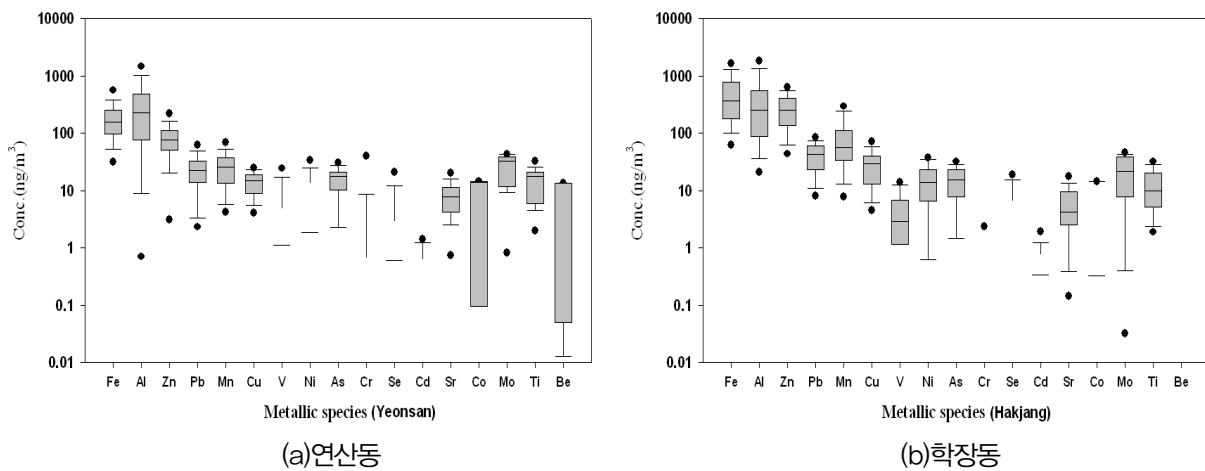 10000
1000
100
10
1
0.1
0.01
Conc.(ng/m³)
Fe Al Zn Pb Mn Cu V Ni As Cr Se Cd Sr Co Mo Ti Be
Metallic species (Yeonsan)
(a)연산동
10000
1000
100
10
1
0.1
0.01
Conc.(ng/m³)
Fe Al Zn Pb Mn Cu V Ni As Cr Se Cd Sr Co Mo Ti Be
Metallic species (Hakjang)
(b)학장동